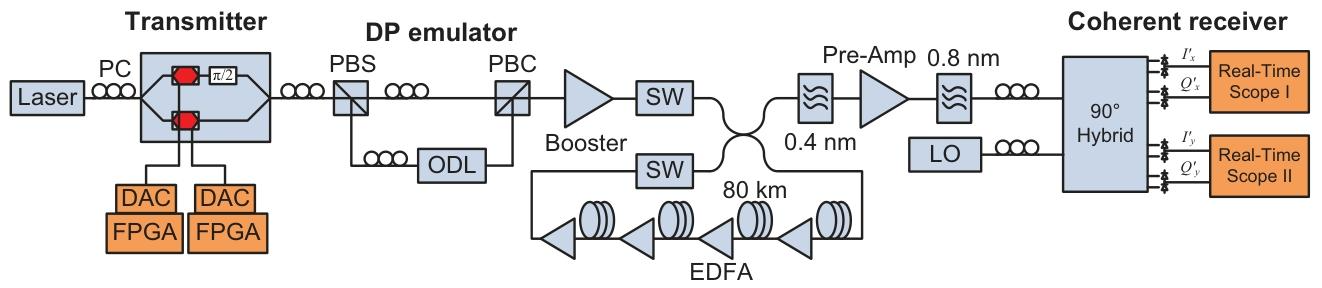 Transmitter
DP emulator
Coherent receiver
Laser
PC
π/2
PBS
PBC
ODL
DAC
DAC
FPGA
FPGA
Booster
SW
SW
0.4 nm
Pre-Amp
0.8 nm
80 km
EDFA
LO
90°
Hybrid
I'x
Q'x
I'y
Q'y
Real-Time
Scope I
Real-Time
Scope II